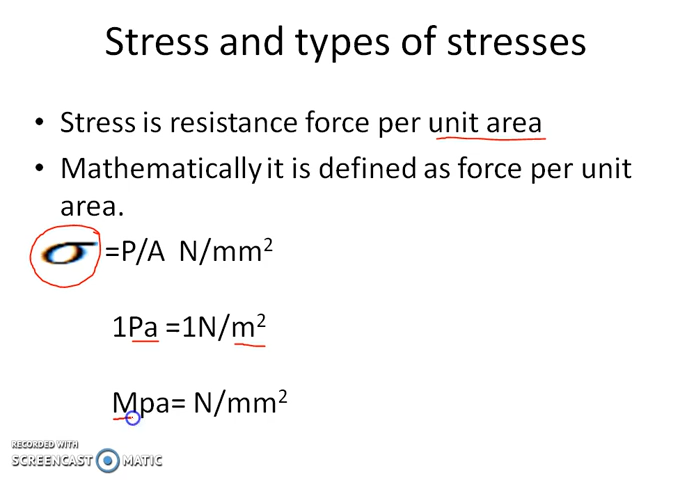 Stress and types of stresses
• Stress is resistance force per unit area
• Mathematically it is defined as force per unit
area.
σ =P/A N/mm²
1Pa =1N/m²
Mpa= N/mm²
RECORDED WITH
SCREENCAST MATIC